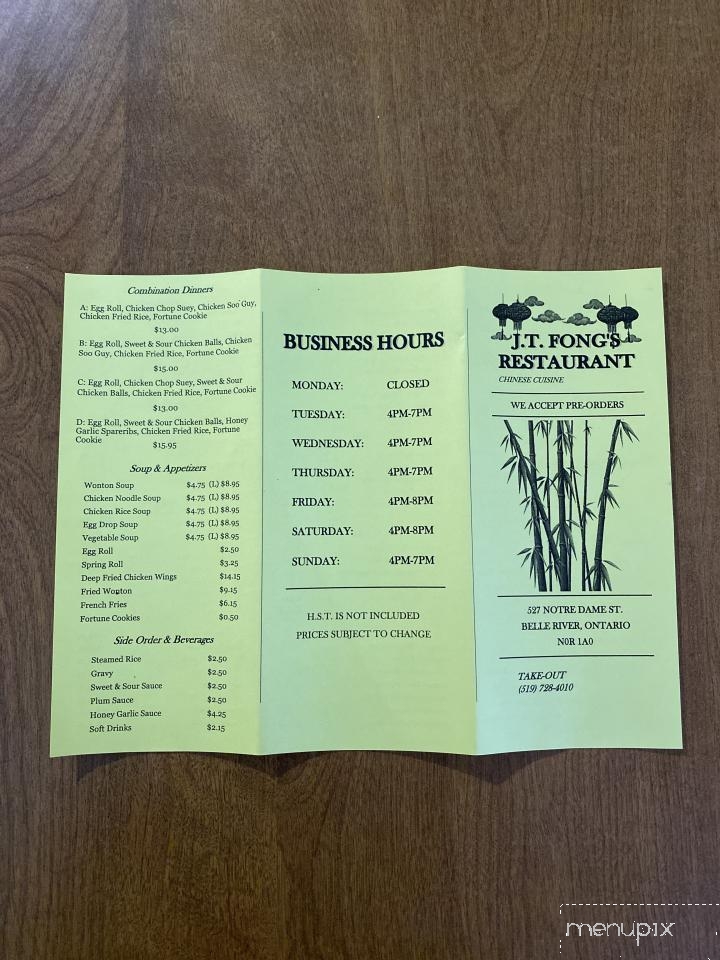 Combination Dinners
A: Egg Roll, Chicken Chop Suey, Chicken Soo Guy,
Chicken Fried Rice, Fortune Cookie
$13.00
B: Egg Roll, Sweet & Sour Chicken Balls, Chicken
Soo Guy, Chicken Fried Rice, Fortune Cookie
$15.00
C: Egg Roll, Chicken Chop Suey, Sweet & Sour
Chicken Balls, Chicken Fried Rice, Fortune Cookie
$13.00
D: Egg Roll, Sweet & Sour Chicken Balls, Honey
Garlic Spareribs, Chicken Fried Rice, Fortune
Cookie
$15.95
Soup & Appetizers
Wonton Soup $4.75 (L) $8.95
Chicken Noodle Soup $4.75 (L) $8.95
Chicken Rice Soup $4.75 (L) $8.95
Egg Drop Soup $4.75 (L) $8.95
Vegetable Soup $4.75 (L) $8.95
Egg Roll $2.50
Spring Roll $3.25
Deep Fried Chicken Wings $14.15
Fried Wonton $9.15
French Fries $6.15
Fortune Cookies $0.50
Side Order & Beverages
Steamed Rice $2.50
Gravy $2.50
Sweet & Sour Sauce $2.50
Plum Sauce $2.50
Honey Garlic Sauce $4.25
Soft Drinks $2.15
BUSINESS HOURS
MONDAY: CLOSED
TUESDAY: 4PM-7PM
WEDNESDAY: 4PM-7PM
THURSDAY: 4PM-7PM
FRIDAY: 4PM-8PM
SATURDAY: 4PM-8PM
SUNDAY: 4PM-7PM
H.S.T. IS NOT INCLUDED
PRICES SUBJECT TO CHANGE
J.T. FONG'S
RESTAURANT
CHINESE CUISINE
WE ACCEPT PRE-ORDERS
527 NOTRE DAME ST.
BELLE RIVER, ONTARIO
N0R 1A0
TAKE-OUT
(519) 728-4010
menupix